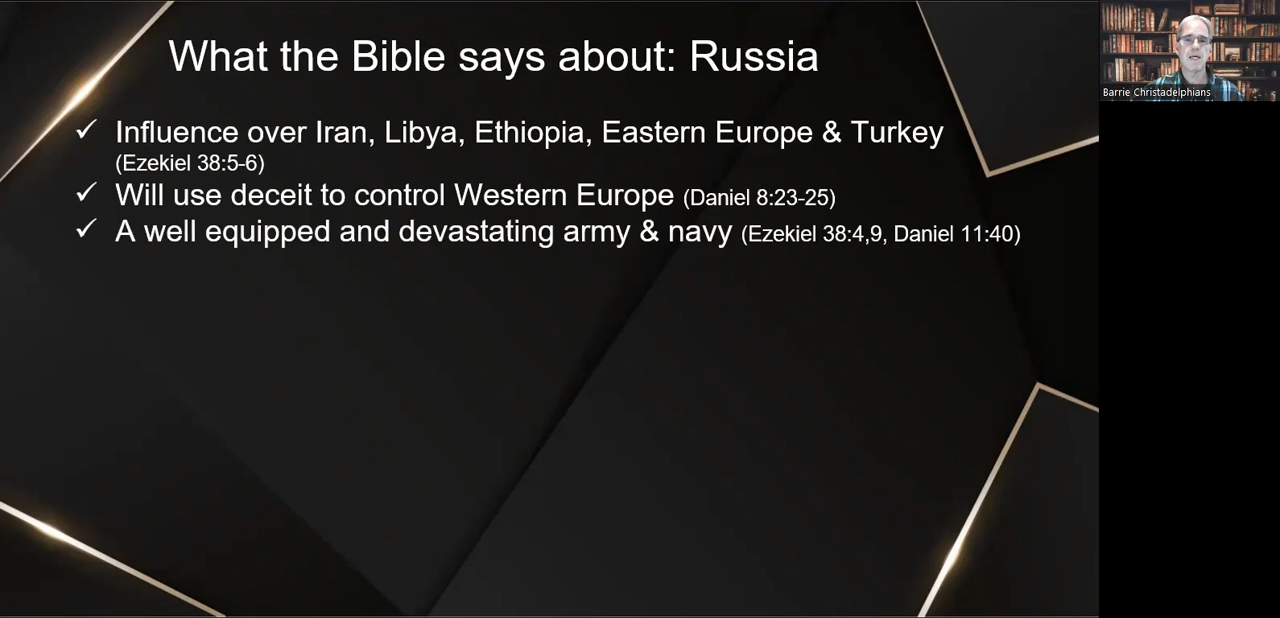 What the Bible says about: Russia
✓ Influence over Iran, Libya, Ethiopia, Eastern Europe & Turkey
(Ezekiel 38:5-6)
✓ Will use deceit to control Western Europe (Daniel 8:23-25)
✓ A well equipped and devastating army & navy (Ezekiel 38:4,9, Daniel 11:40)
Barrie Christadelphians